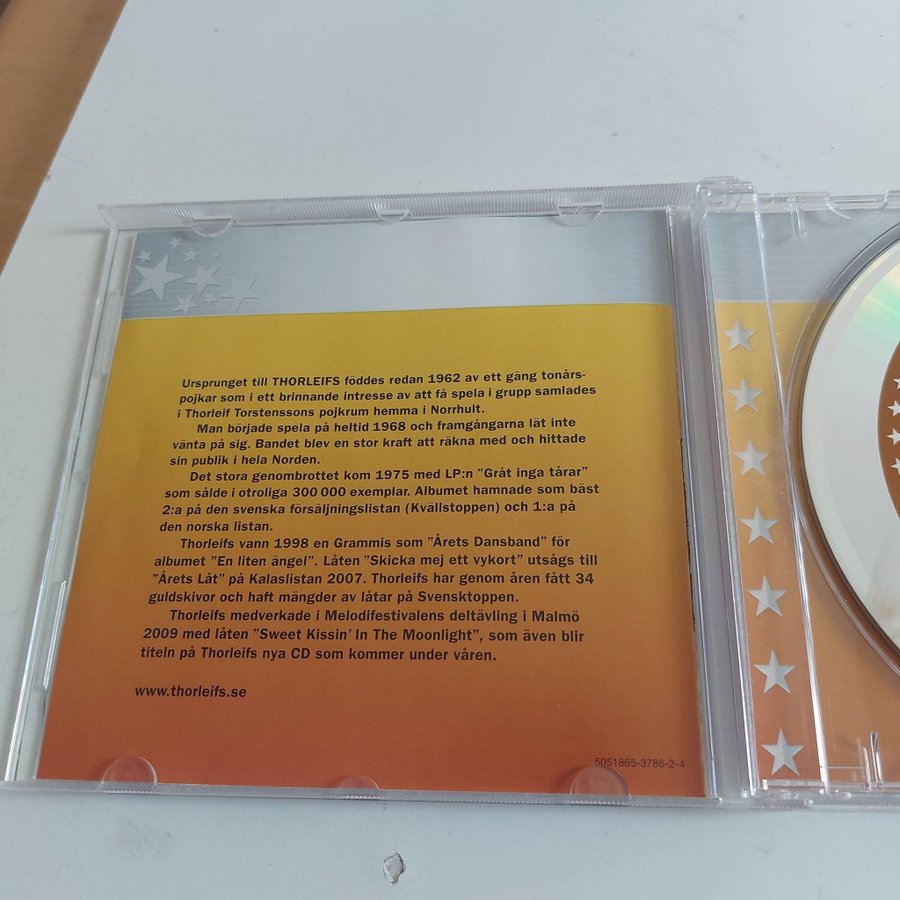 Ursprunget till THORLEIFS föddes redan 1962 av ett gäng tonårs-
pojkar som i ett brinnande intresse av att få spela i grupp samlades
i Thorleif Torstenssons pojkrum hemma i Norrhult.
Man började spela på heltid 1968 och framgångarna lät inte
vänta på sig. Bandet blev en stor kraft att räkna med och hittade
sin publik i hela Norden.
Det stora genombrottet kom 1975 med LP:n ”Gråt inga tårar”
som sålde i otroliga 300 000 exemplar. Albumet hamnade som bäst
2:a på den svenska försäljningslistan (Kvällstoppen) och 1:a på
den norska listan.
Thorleifs vann 1998 en Grammis som ”Årets Dansband” för
albumet ”En liten ängel”. Låten ”Skicka mej ett vykort” utsågs till
”Årets Låt” på Kalaslistan 2007. Thorleifs har genom åren fått 34
guldskivor och haft mängder av låtar på Svensktoppen.
Thorleifs medverkade i Melodifestivalens deltävling i Malmö
2009 med låten ”Sweet Kissin’ In The Moonlight”, som även blir
titeln på Thorleifs nya CD som kommer under våren.
www.thorleifs.se
5051865-3786-2-4